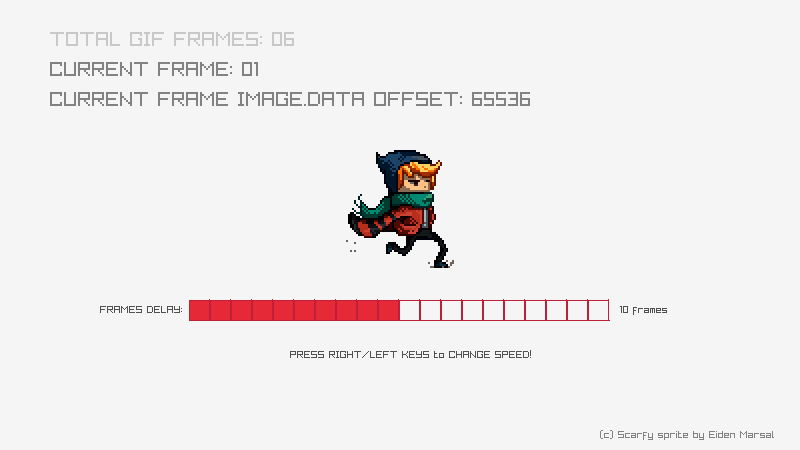 TOTAL GIF FRAMES: 06
CURRENT FRAME: 01
CURRENT FRAME IMAGE.DATA OFFSET: 65536
FRAMES DELAY: 10 frames
PRESS RIGHT/LEFT KEYS to CHANGE SPEED!
(c) Scarfy sprite by Eiden Marsal